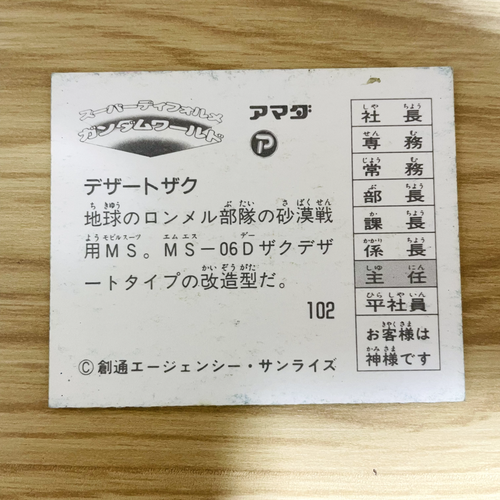 スーパーディフォルメ
ガンダムワールド
アマダ
ア
デザートザク
地球のロンメル部隊の砂漠戦
用MS。MS-06Dザクデザ
ートタイプの改造型だ。
102
©創通エージェンシー・サンライズ
社長
専務
常務
部長
課長
係長
主任
平社員
お客様は
神様です